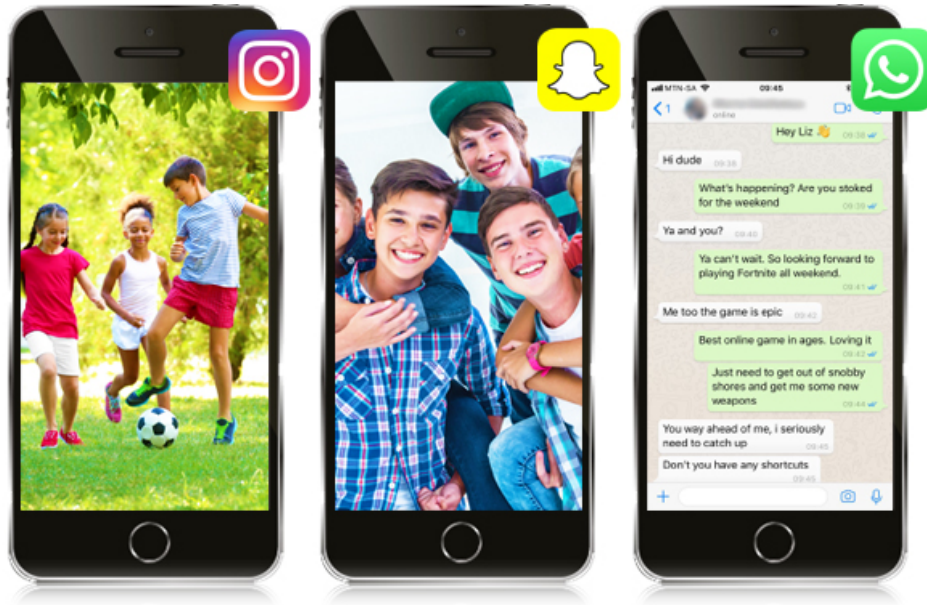 MTN-SA 09:45
1
online
Hey Liz 👋 09:38
Hi dude 09:38
What's happening? Are you stoked
for the weekend
09:39
Ya and you? 09:40
Ya can't wait. So looking forward to
playing Fortnite all weekend.
09:41
Me too the game is epic 09:42
Best online game in ages. Loving it
09:42
Just need to get out of snobby
shores and get me some new
weapons
09:44
You way ahead of me, i seriously
need to catch up
09:45
Don't you have any shortcuts
09:45